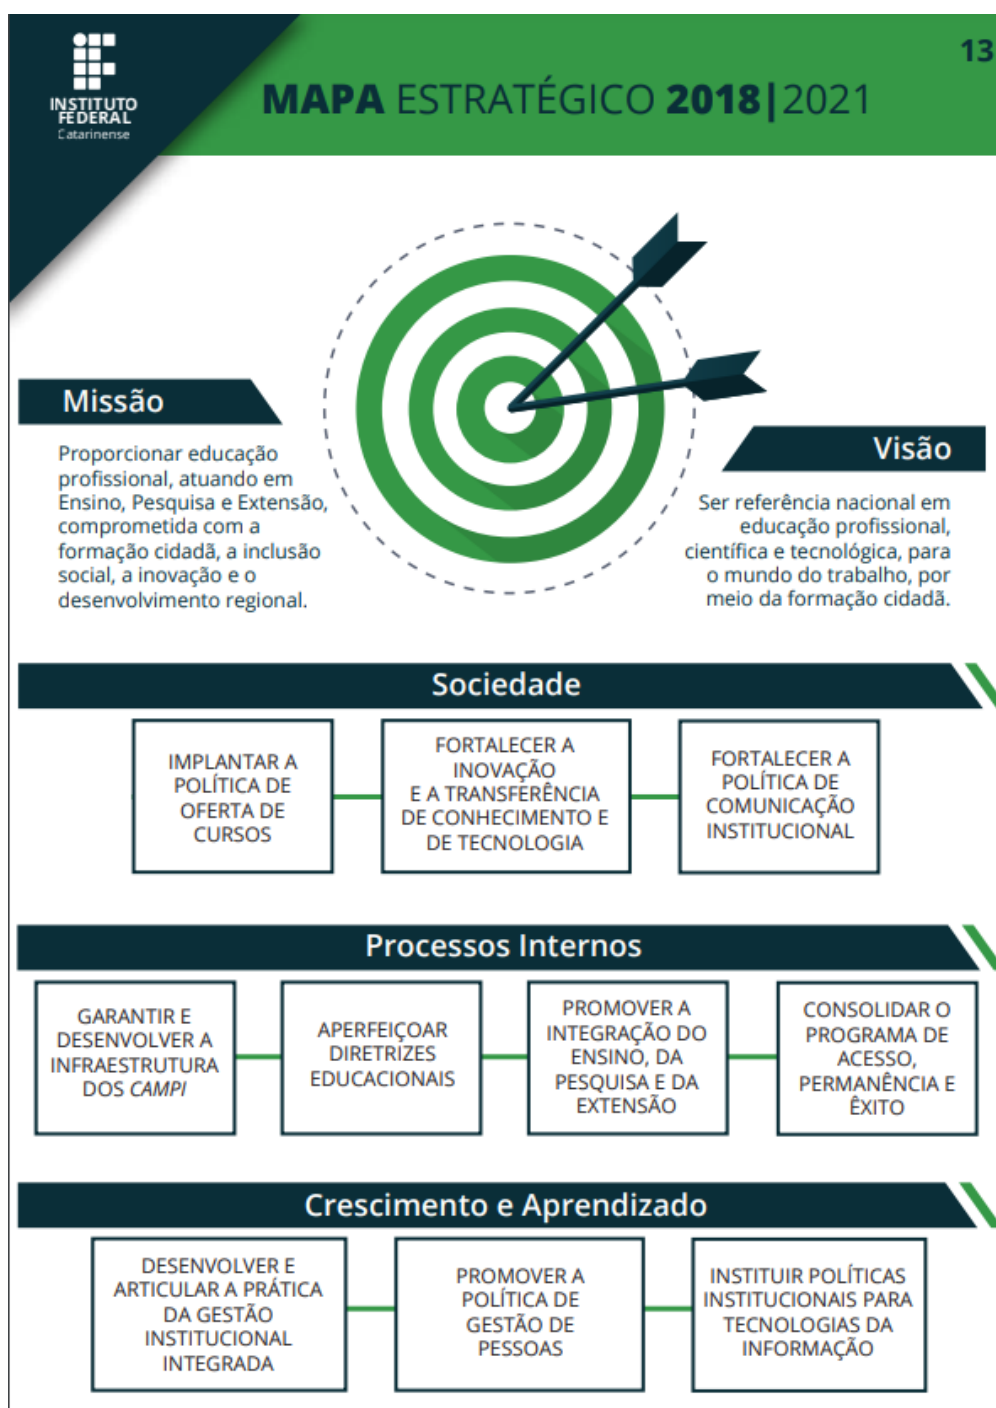 13
INSTITUTO
FEDERAL
Catarinense
MAPA ESTRATÉGICO 2018|2021
Missão
Proporcionar educação
profissional, atuando em
Ensino, Pesquisa e Extensão,
comprometida com a
formação cidadã, a inclusão
social, a inovação e o
desenvolvimento regional.
Visão
Ser referência nacional em
educação profissional,
científica e tecnológica, para
o mundo do trabalho, por
meio da formação cidadã.
Sociedade
IMPLANTAR A
POLÍTICA DE
OFERTA DE
CURSOS
FORTALECER A
INOVAÇÃO
E A TRANSFERÊNCIA
DE CONHECIMENTO E
DE TECNOLOGIA
FORTALECER A
POLÍTICA DE
COMUNICAÇÃO
INSTITUCIONAL
Processos Internos
GARANTIR E
DESENVOLVER A
INFRAESTRUTURA
DOS CAMPI
APERFEIÇOAR
DIRETRIZES
EDUCACIONAIS
PROMOVER A
INTEGRAÇÃO DO
ENSINO, DA
PESQUISA E DA
EXTENSÃO
CONSOLIDAR O
PROGRAMA DE
ACESSO,
PERMANÊNCIA E
ÊXITO
Crescimento e Aprendizado
DESENVOLVER E
ARTICULAR A PRÁTICA
DA GESTÃO
INSTITUCIONAL
INTEGRADA
PROMOVER A
POLÍTICA DE
GESTÃO DE
PESSOAS
INSTITUIR POLÍTICAS
INSTITUCIONAIS PARA
TECNOLOGIAS DA
INFORMAÇÃO